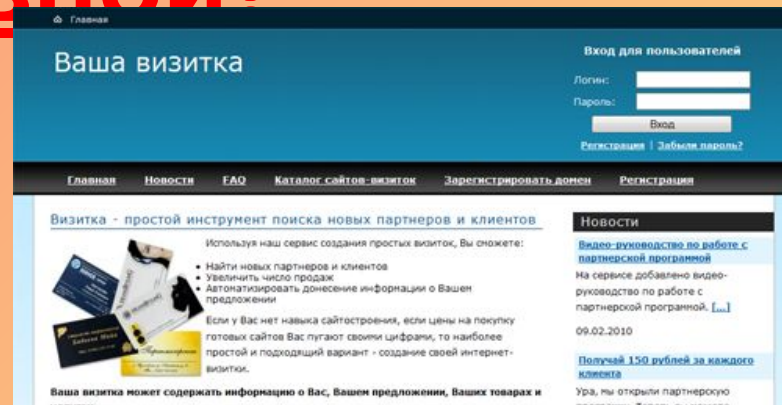 Главная
Ваша визитка
Вход для пользователей
Логин:
Пароль:
Вход
Регистрация | Забыли пароль?
Главная Новости FAQ Каталог сайтов-визиток Зарегистрировать домен Регистрация
Визитка - простой инструмент поиска новых партнеров и клиентов
Используя наш сервис создания простых визиток, Вы сможете:
Найти новых партнеров и клиентов
Увеличить число продаж
Автоматизировать донесение информации о Вашем
предложении
Если у Вас нет навыка сайтостроения, если цены на покупку
готовых сайтов Вас пугают своими цифрами, то наиболее
простой и подходящий вариант - создание своей интернет-
визитки.
Ваша визитка может содержать информацию о Вас, Вашем предложении, Ваших товарах и
Новости
Видео-руководство по работе с
партнерской программой
На сервисе добавлено видео-
руководство по работе с
партнерской программой. [...]
09.02.2010
Получай 150 рублей за каждого
клиента
Ура, мы открыли партнерскую